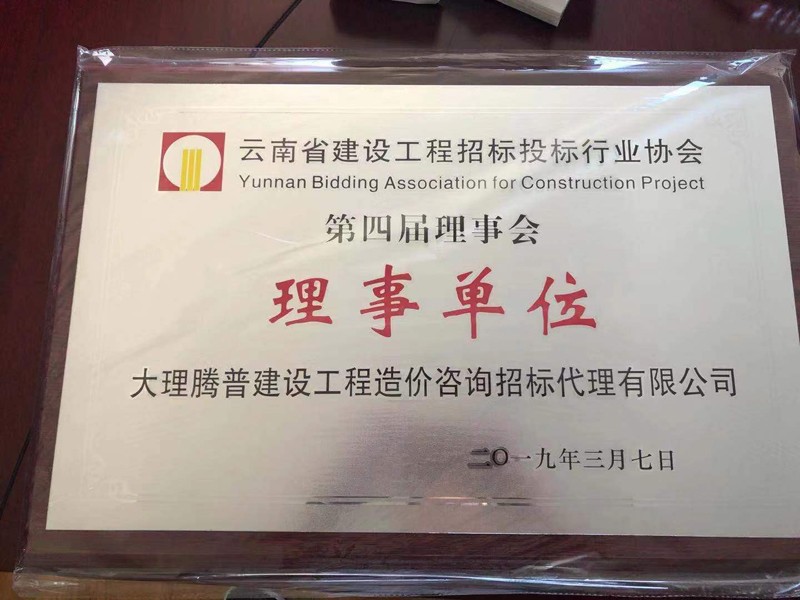 云南省建设工程招标投标行业协会
Yunnan Bidding Association for Construction Project
第四届理事会
理事单位
大理腾普建设工程造价咨询招标代理有限公司
二〇一九年三月七日